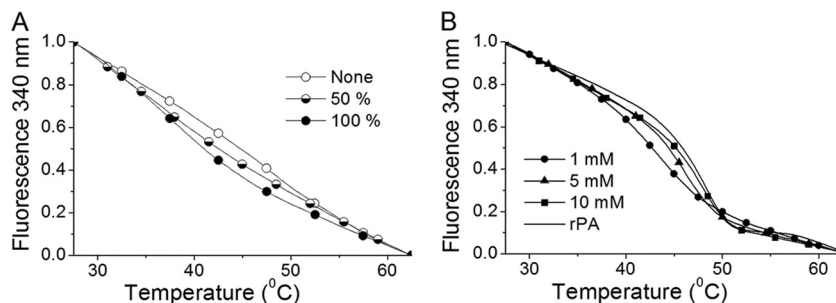 A
Fluorescence 340 nm
1.0
0.8
0.6
0.4
0.2
0.0
None
50 %
100 %
30 40 50 60
Temperature (⁰C)
B
Fluorescence 340 nm
1.0
0.8
0.6
0.4
0.2
0.0
1 mM
5 mM
10 mM
rPA
30 40 50 60
Temperature (⁰C)